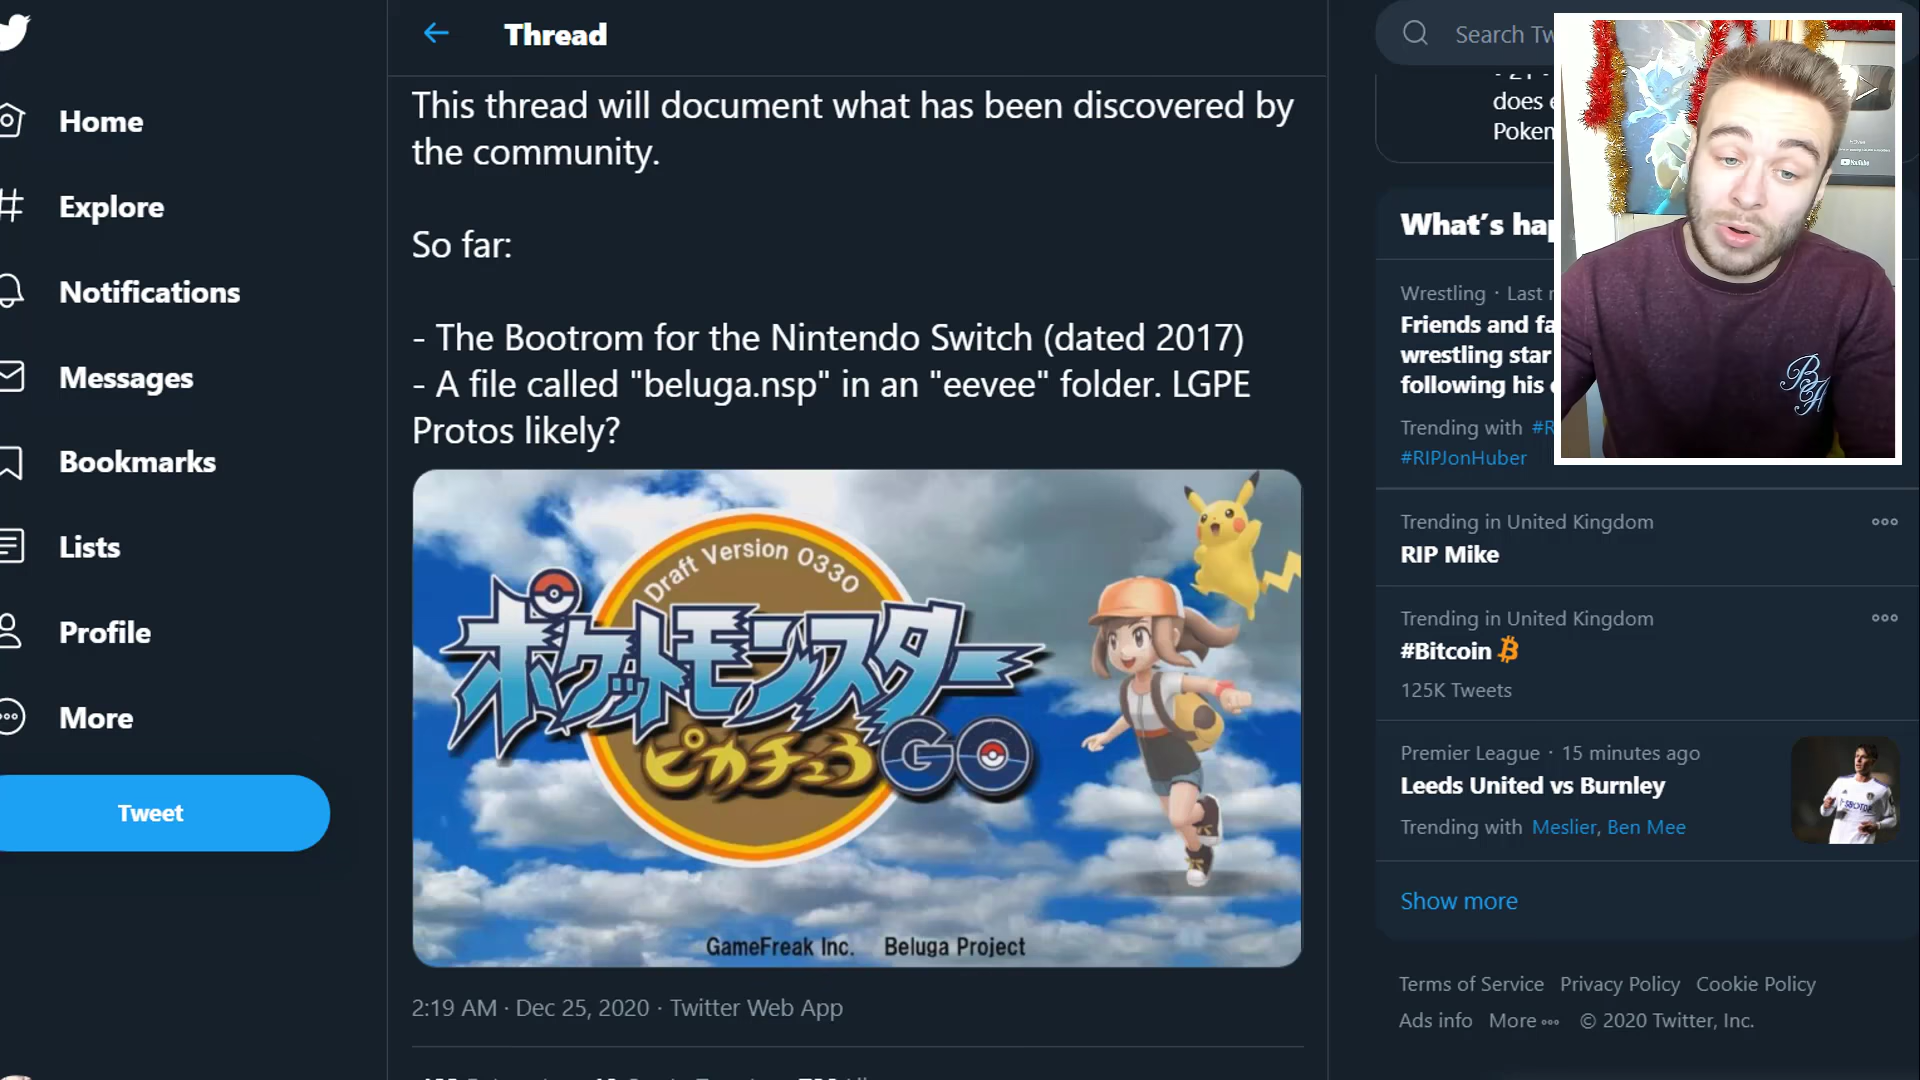 Thread
This thread will document what has been discovered by
the community.
So far:
- The Bootrom for the Nintendo Switch (dated 2017)
- A file called "beluga.nsp" in an "eevee" folder. LGPE
Protos likely?
Draft Version 0330
ポケットモンスター
ピカチュウ GO
GameFreak Inc. Beluga Project
2:19 AM · Dec 25, 2020 · Twitter Web App
Home
Explore
Notifications
Messages
Bookmarks
Lists
Profile
More
Tweet
Search Tw
does e
Pokem
What's hap
Wrestling · Last n
Friends and fa
wrestling star
following his d
Trending with #R
#RIPJonHuber
Trending in United Kingdom
RIP Mike
Trending in United Kingdom
#Bitcoin
125K Tweets
Premier League · 15 minutes ago
Leeds United vs Burnley
Trending with Meslier, Ben Mee
Show more
Terms of Service Privacy Policy Cookie Policy
Ads info More © 2020 Twitter, Inc.
YouTube
BH